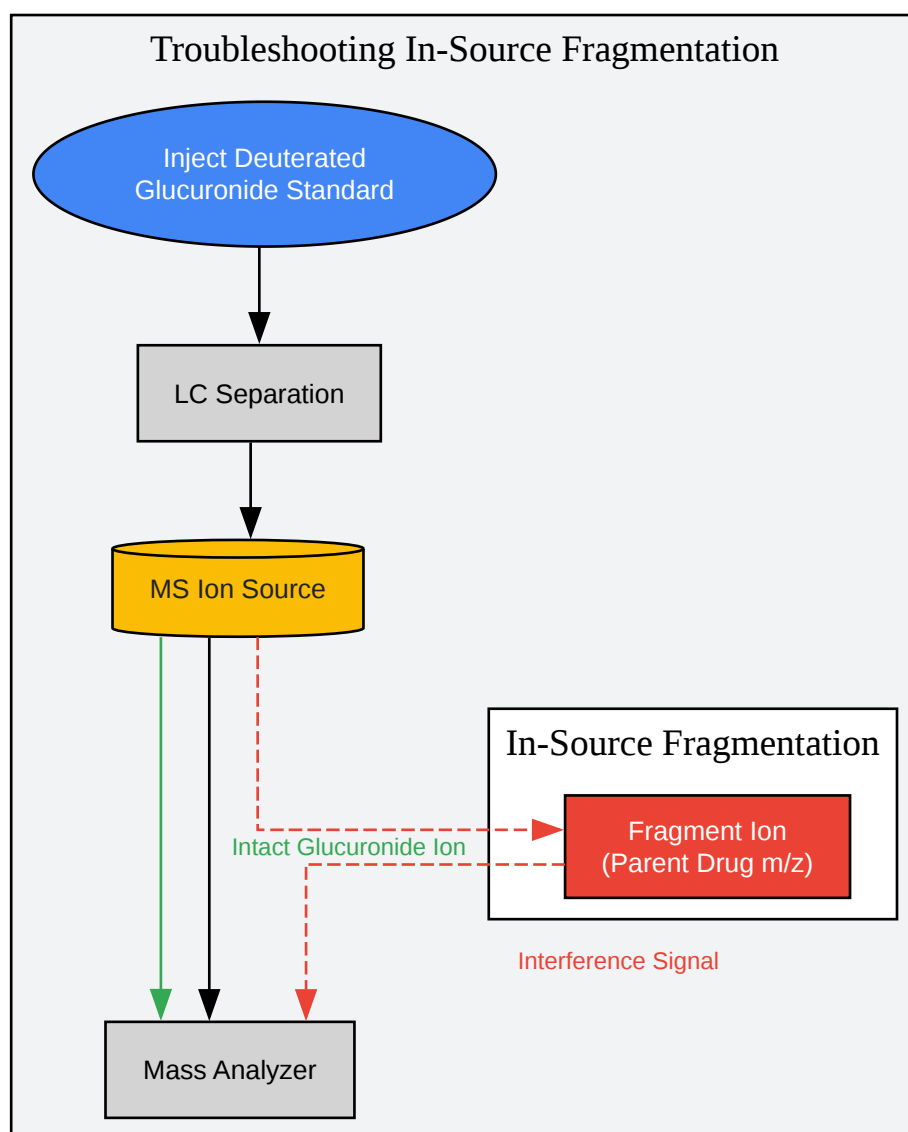 Troubleshooting In-Source Fragmentation
Inject Deuterated
Glucuronide Standard
LC Separation
MS Ion Source
In-Source Fragmentation
Fragment Ion
(Parent Drug m/z)
Intact Glucuronide Ion
Interference Signal
Mass Analyzer